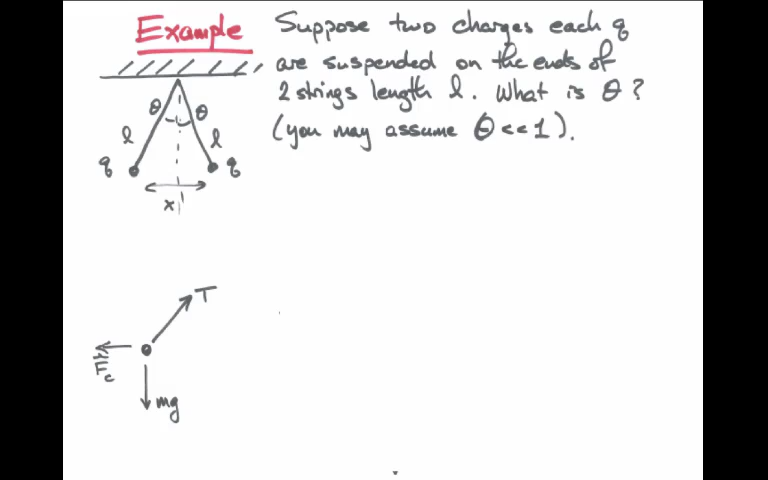 Example
Suppose two charges each q
are suspended on the ends of
2 strings length l. What is θ?
(you may assume θ<<1).
θ θ
l l
q q
x
T
F_c
mg